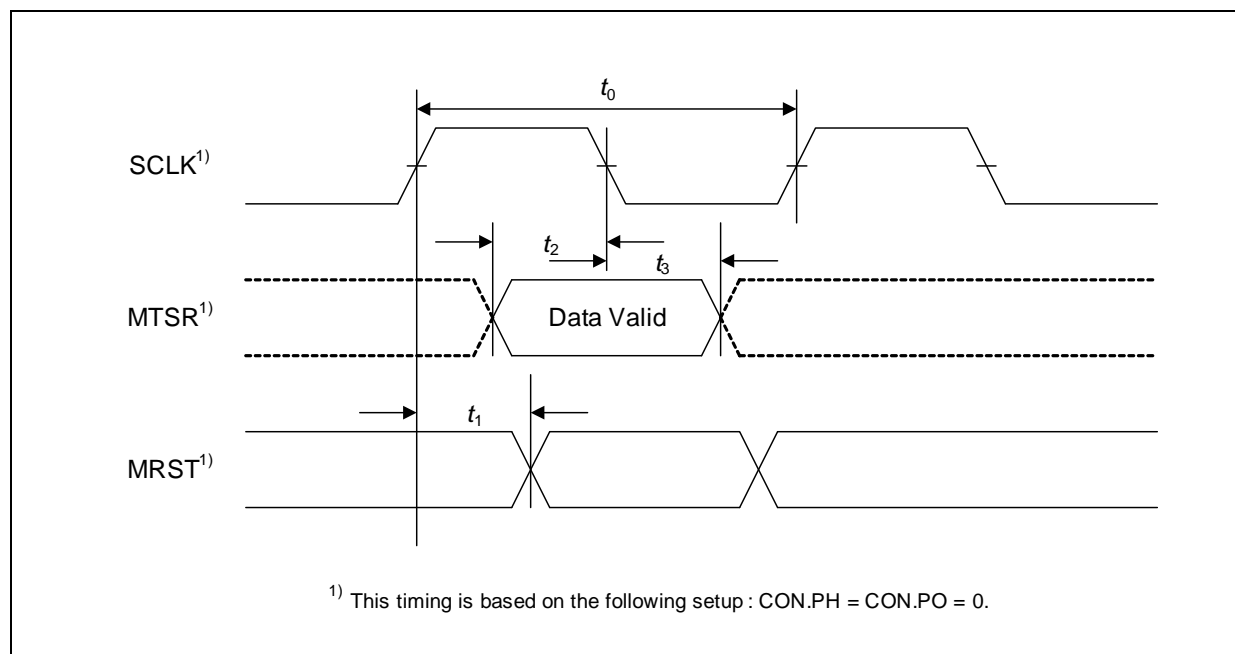 t₀
SCLK¹⁾
t₂
t₃
MTSR¹⁾
Data Valid
t₁
MRST¹⁾
¹⁾ This timing is based on the following setup : CON.PH = CON.PO = 0.